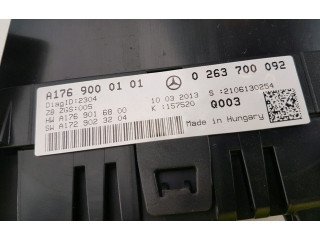 A176 900 01 01 0 263 700 092
DiagID:2304 10 03 2013 S :2106130254
ZB ZGS:005 K :157520 Q003
HW A176 901 68 00
SW A172 902 32 04 Made in Hungary